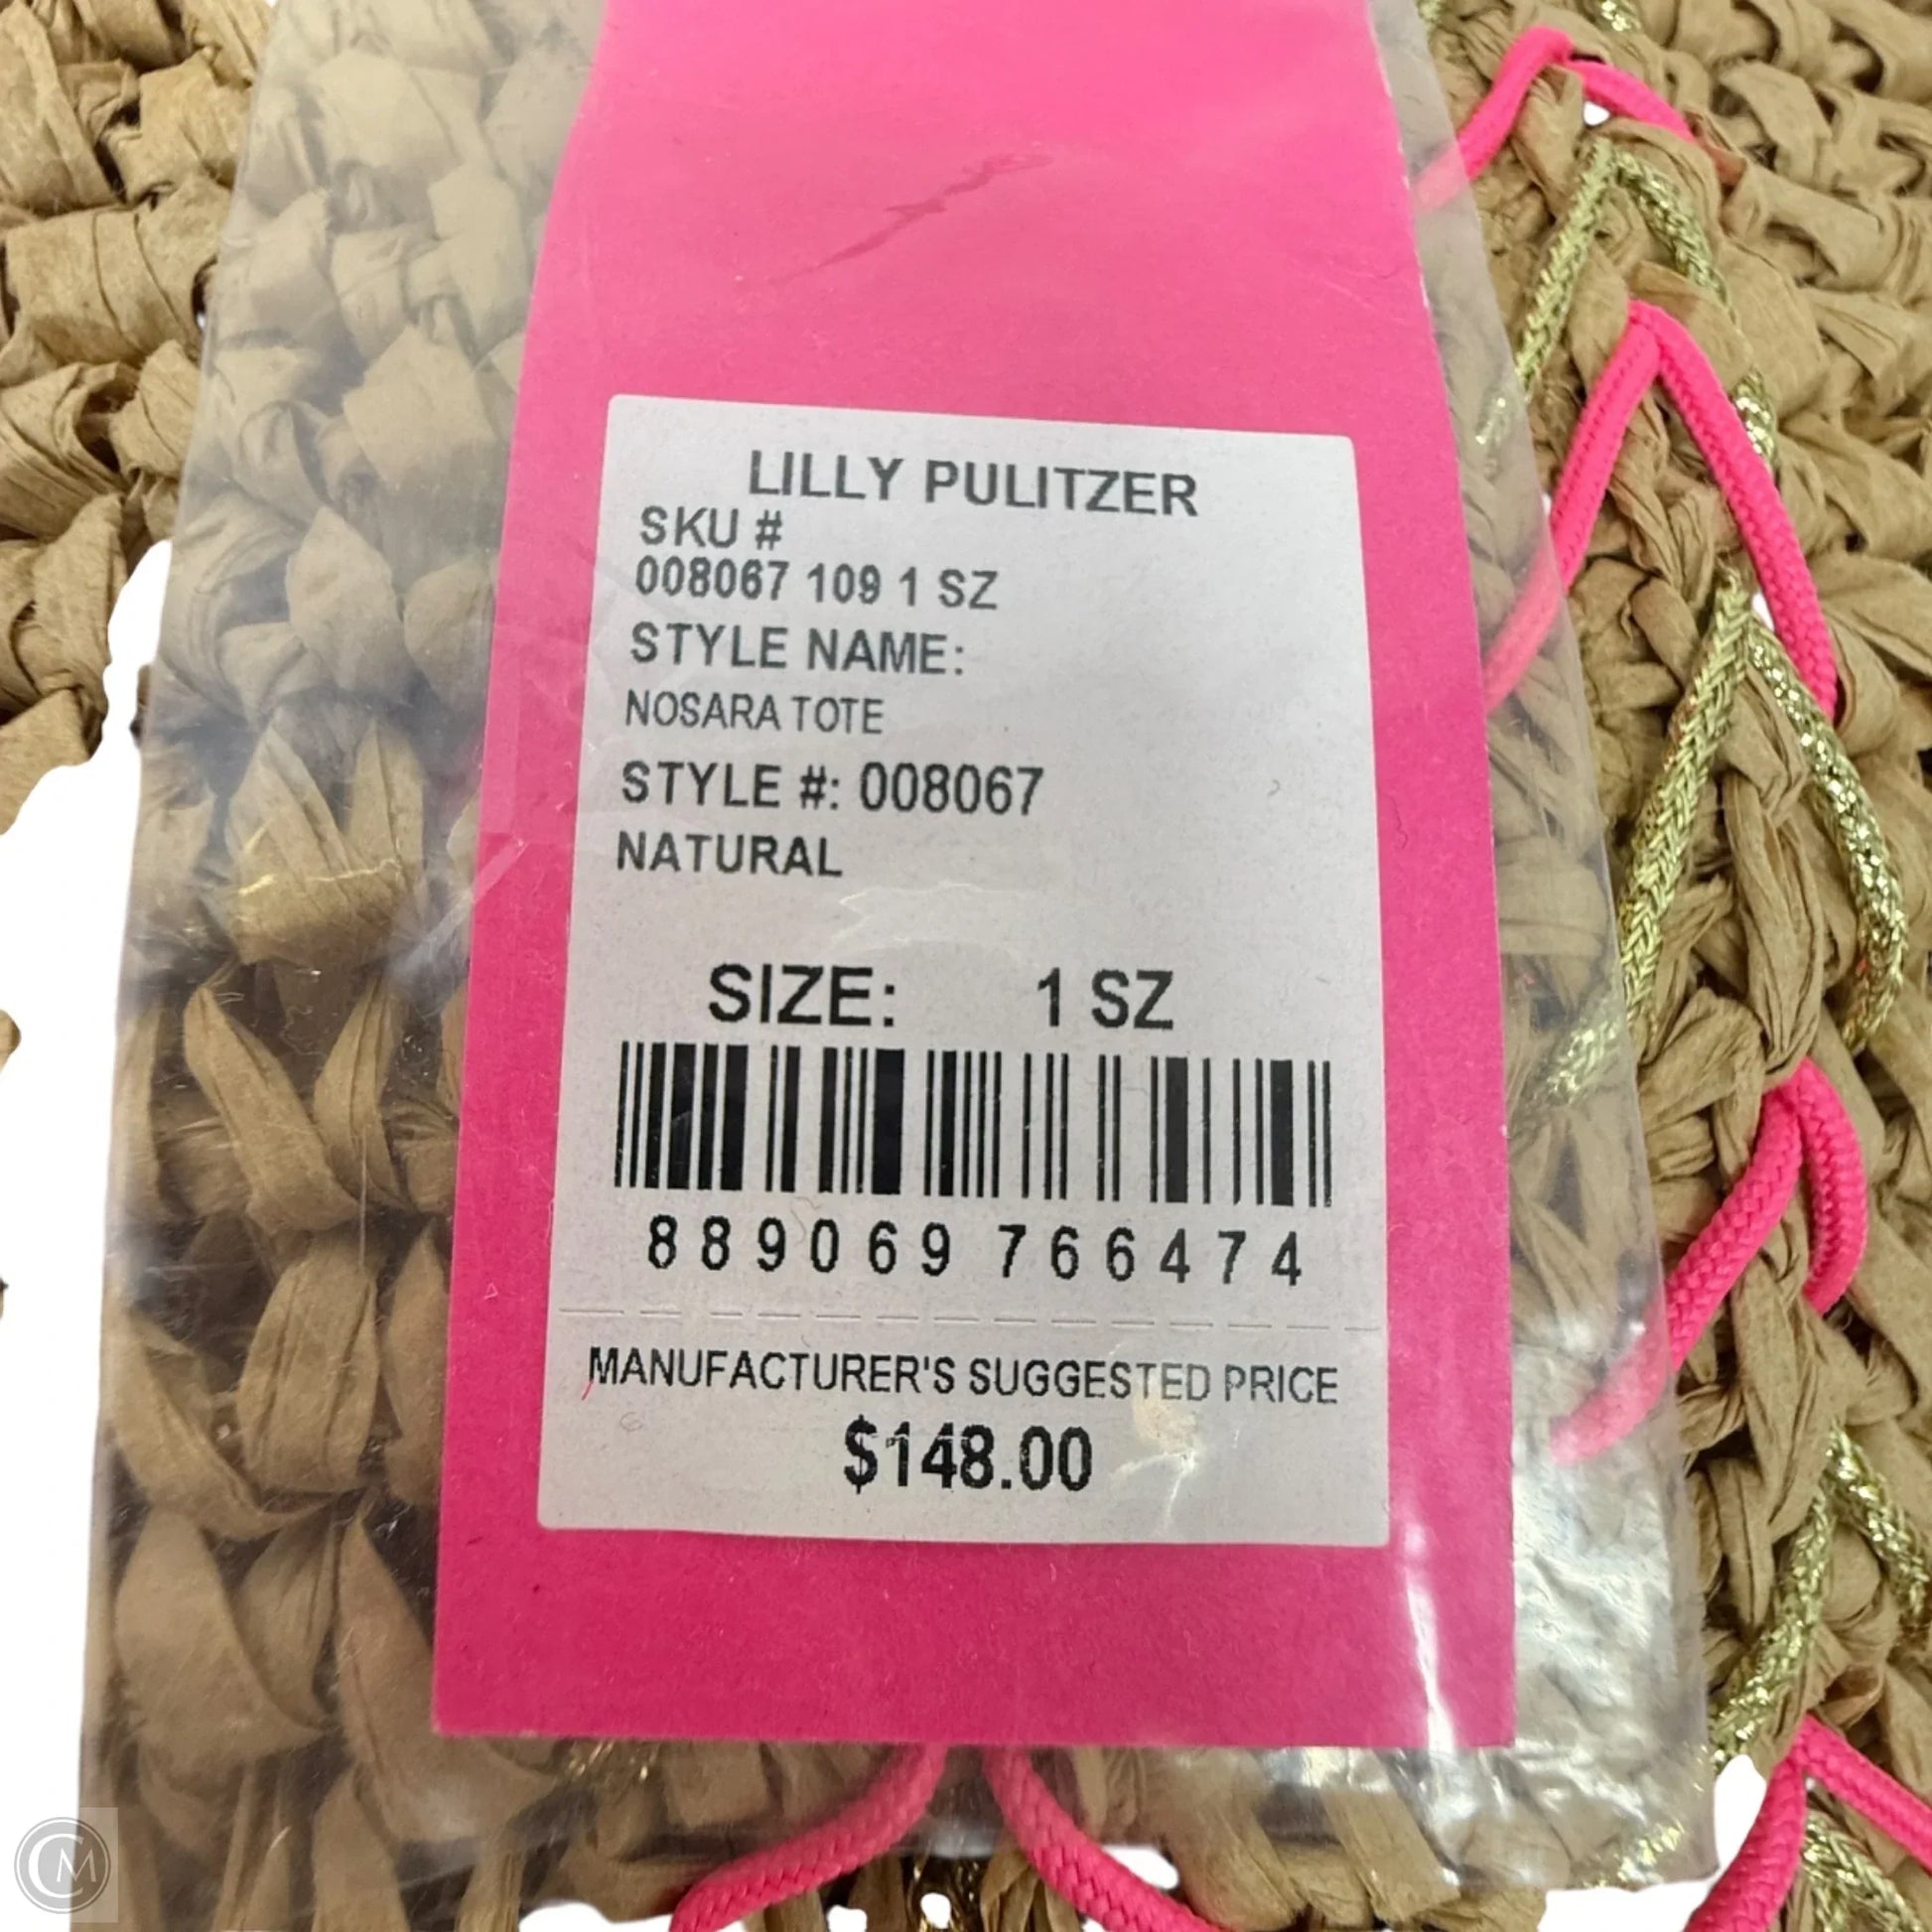 LILLY PULITZER
SKU #
008067 109 1 SZ
STYLE NAME:
NOSARA TOTE
STYLE #: 008067
NATURAL
SIZE: 1 SZ
889069 766474
MANUFACTURER'S SUGGESTED PRICE
$148.00
CM